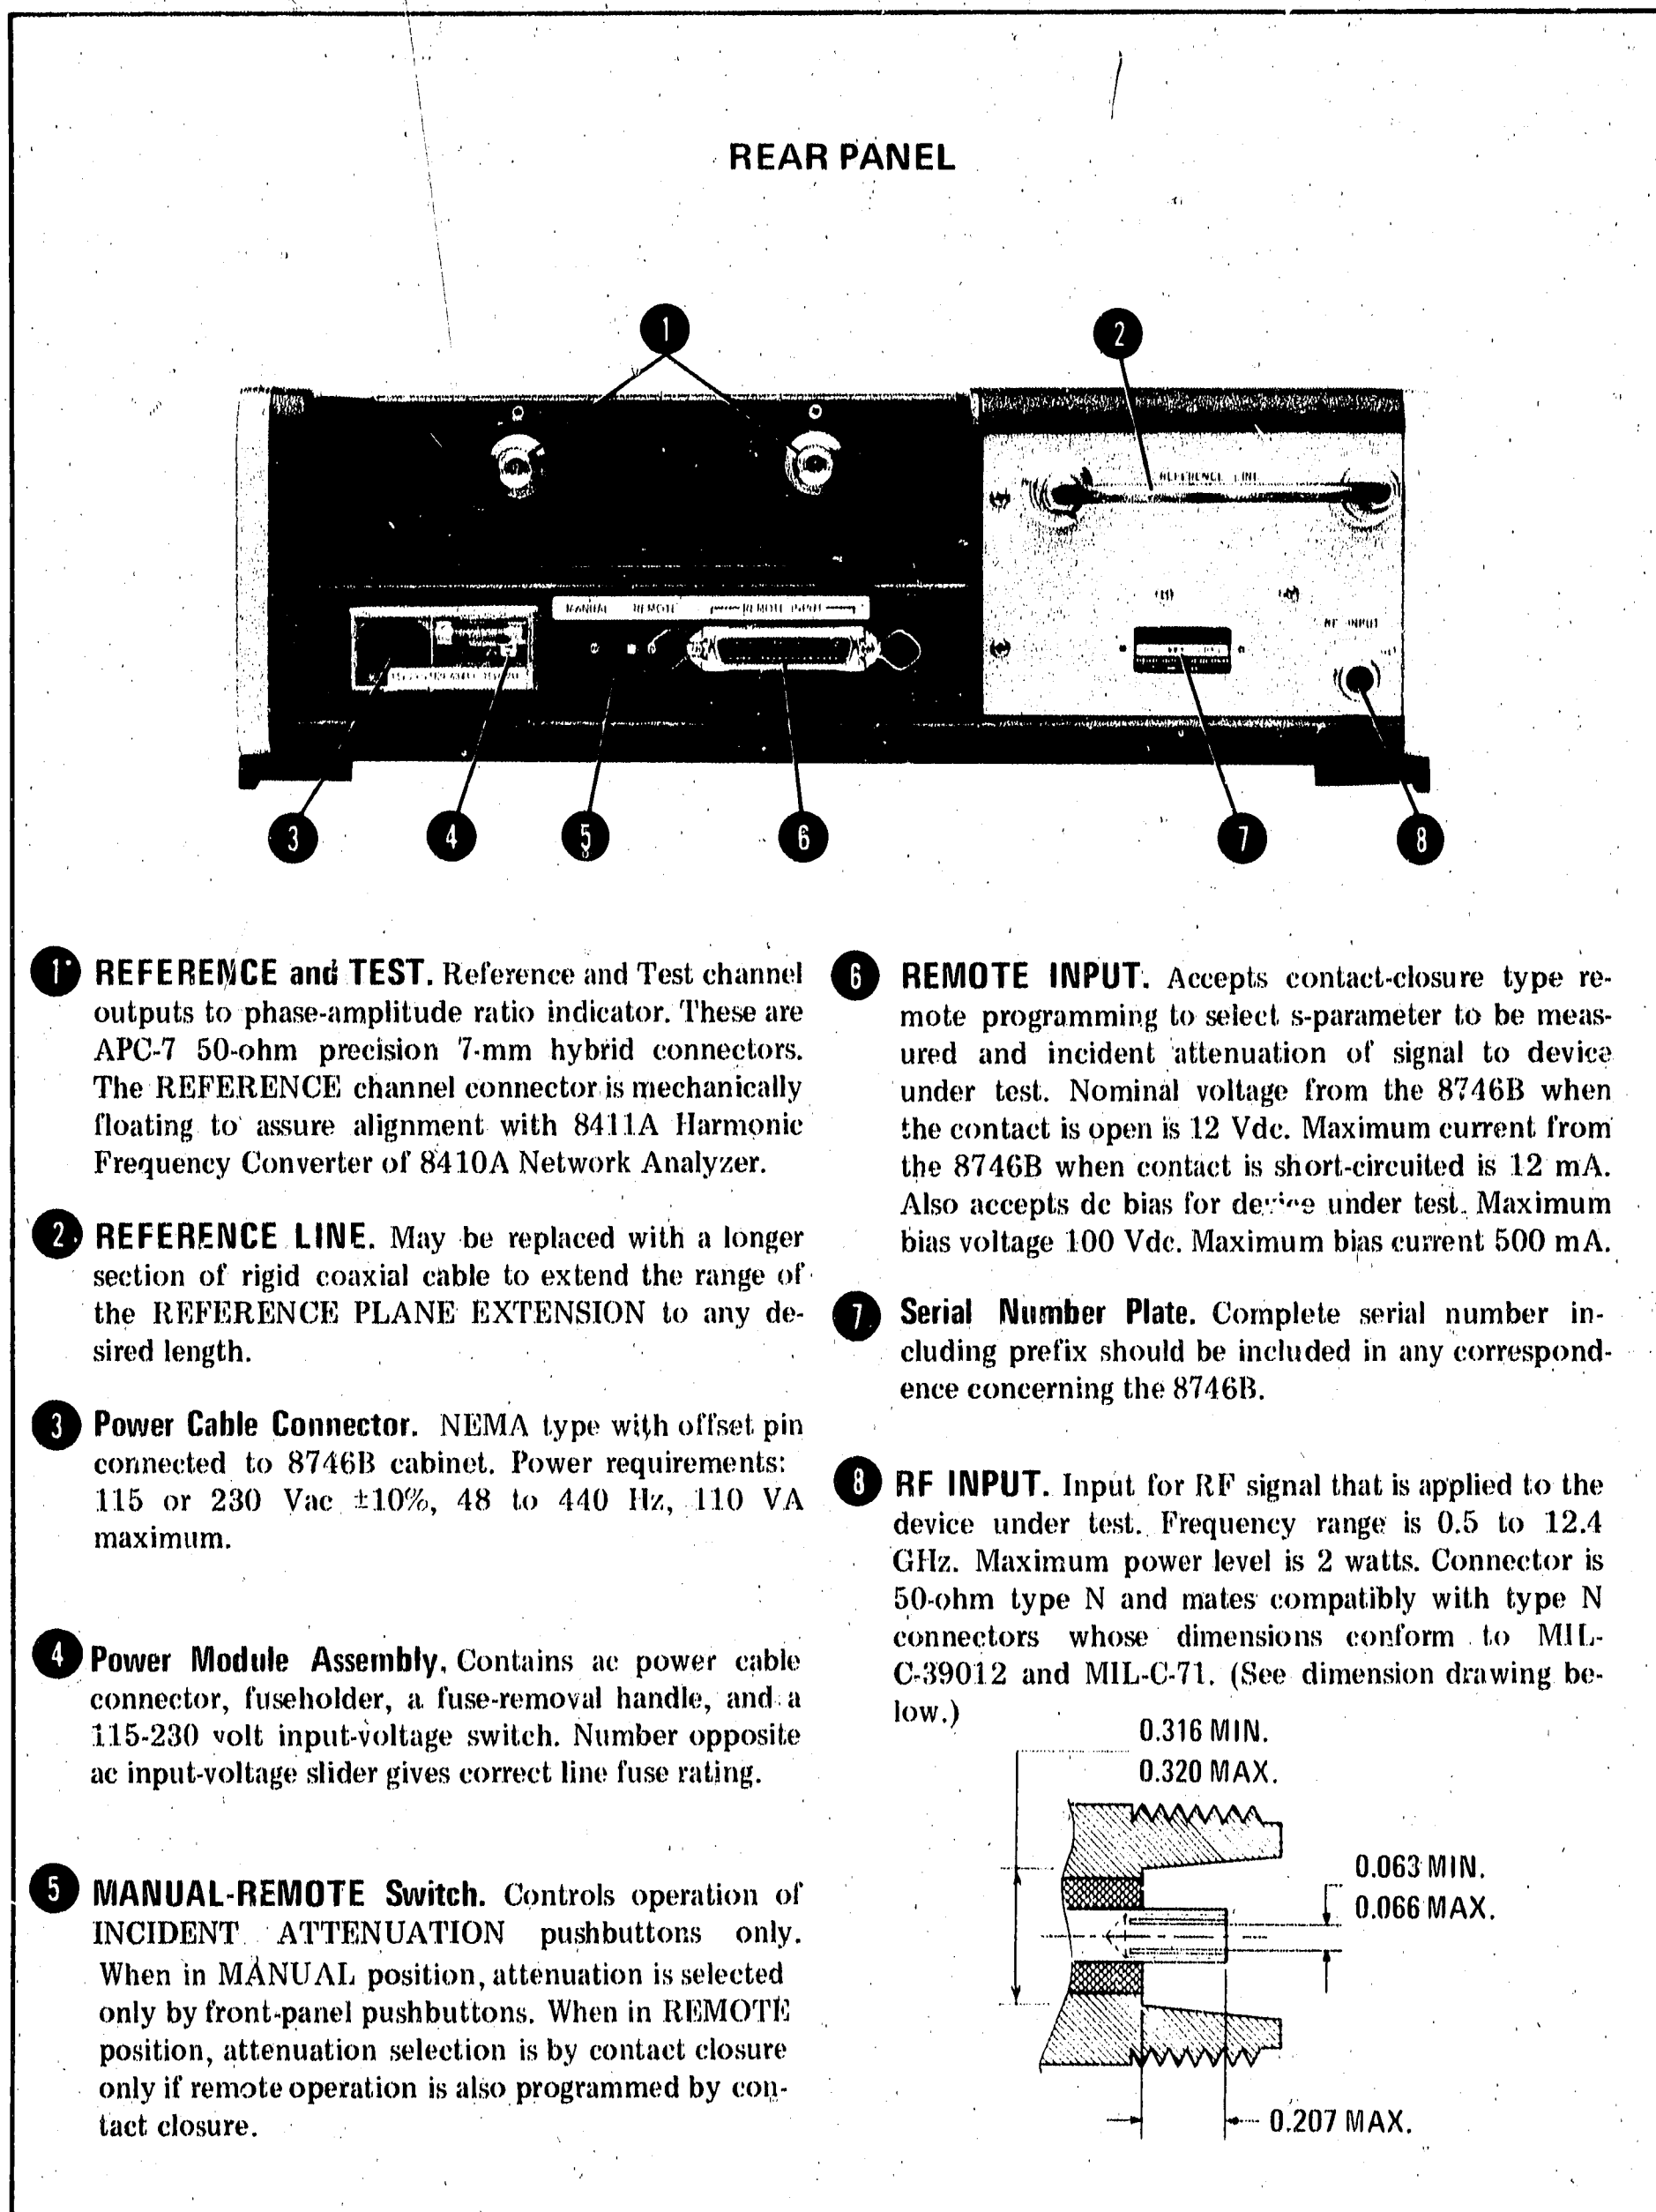 REAR PANEL
1
2
REFERENCE LINE
MANUAL REMOTE REMOTE INPUT
RF INPUT
3
4
5
6
7
8
1 REFERENCE and TEST. Reference and Test channel
outputs to phase-amplitude ratio indicator. These are
APC-7 50-ohm precision 7-mm hybrid connectors.
The REFERENCE channel connector is mechanically
floating to assure alignment with 8411A Harmonic
Frequency Converter of 8410A Network Analyzer.
2 REFERENCE LINE. May be replaced with a longer
section of rigid coaxial cable to extend the range of
the REFERENCE PLANE EXTENSION to any de-
sired length.
3 Power Cable Connector. NEMA type with offset pin
connected to 8746B cabinet. Power requirements:
115 or 230 Vac ±10%, 48 to 440 Hz, 110 VA
maximum.
4 Power Module Assembly. Contains ac power cable
connector, fuseholder, a fuse-removal handle, and a
115-230 volt input-voltage switch. Number opposite
ac input-voltage slider gives correct line fuse rating.
5 MANUAL-REMOTE Switch. Controls operation of
INCIDENT ATTENUATION pushbuttons only.
When in MANUAL position, attenuation is selected
only by front-panel pushbuttons. When in REMOTE
position, attenuation selection is by contact closure
only if remote operation is also programmed by con-
tact closure.
6 REMOTE INPUT. Accepts contact-closure type re-
mote programming to select s-parameter to be meas-
ured and incident attenuation of signal to device
under test. Nominal voltage from the 8746B when
the contact is open is 12 Vdc. Maximum current from
the 8746B when contact is short-circuited is 12 mA.
Also accepts dc bias for device under test. Maximum
bias voltage 100 Vdc. Maximum bias current 500 mA.
7 Serial Number Plate. Complete serial number in-
cluding prefix should be included in any correspond-
ence concerning the 8746B.
8 RF INPUT. Input for RF signal that is applied to the
device under test. Frequency range is 0.5 to 12.4
GHz. Maximum power level is 2 watts. Connector is
50-ohm type N and mates compatibly with type N
connectors whose dimensions conform to MIL-
C-39012 and MIL-C-71. (See dimension drawing be-
low.)
0.316 MIN.
0.320 MAX.
0.063 MIN.
0.066 MAX.
0.207 MAX.